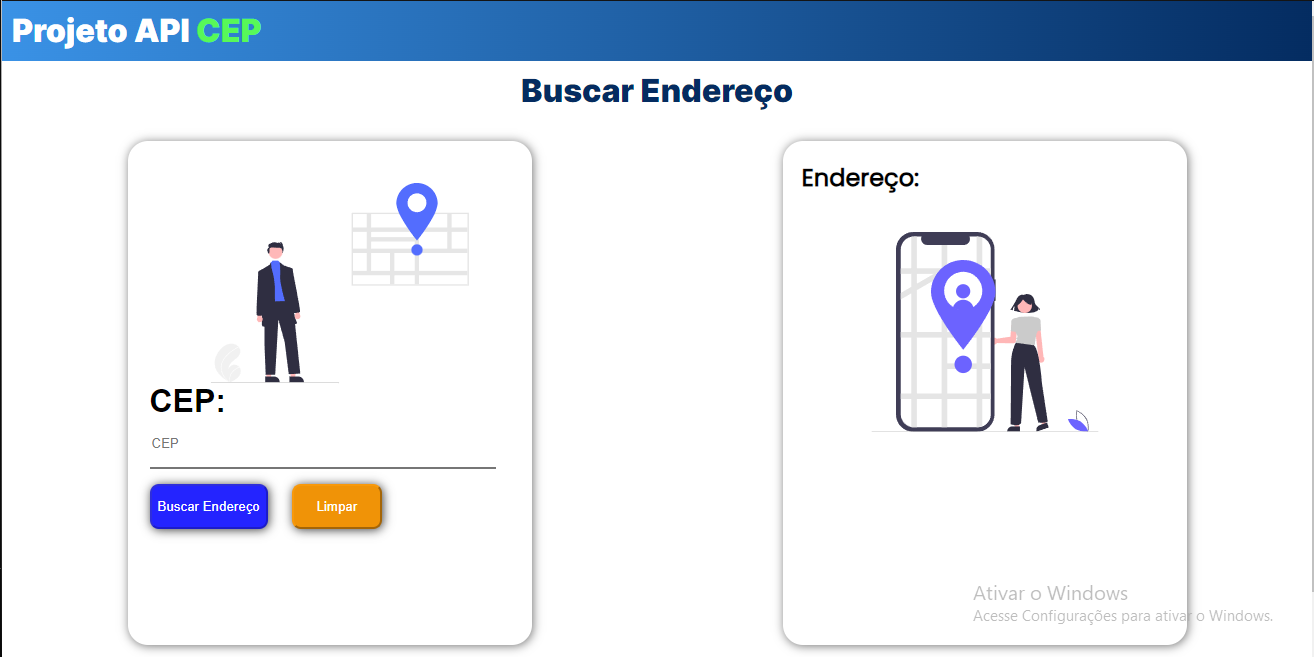 Projeto API CEP
Buscar Endereço
CEP:
CEP
Buscar Endereço
Limpar
Endereço:
Ativar o Windows
Acesse Configurações para ativar o Windows.